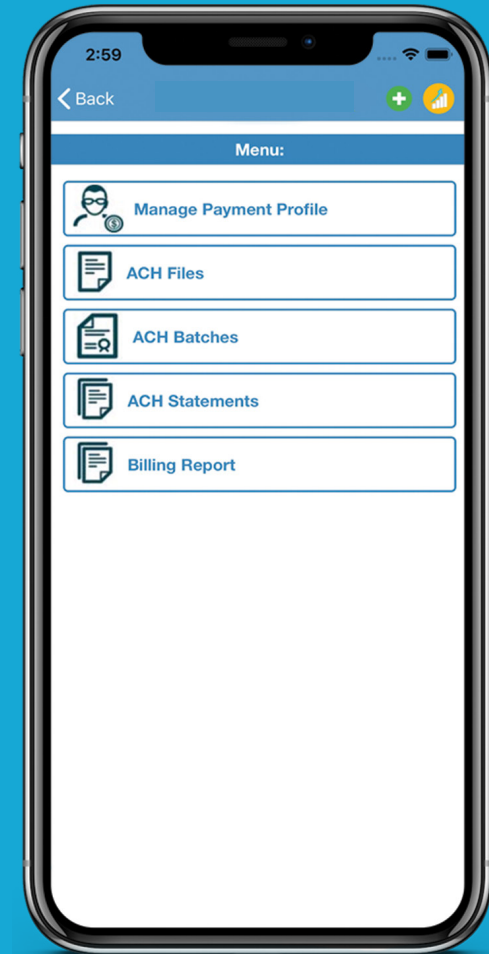 2:59
Back
Menu:
Manage Payment Profile
ACH Files
ACH Batches
ACH Statements
Billing Report